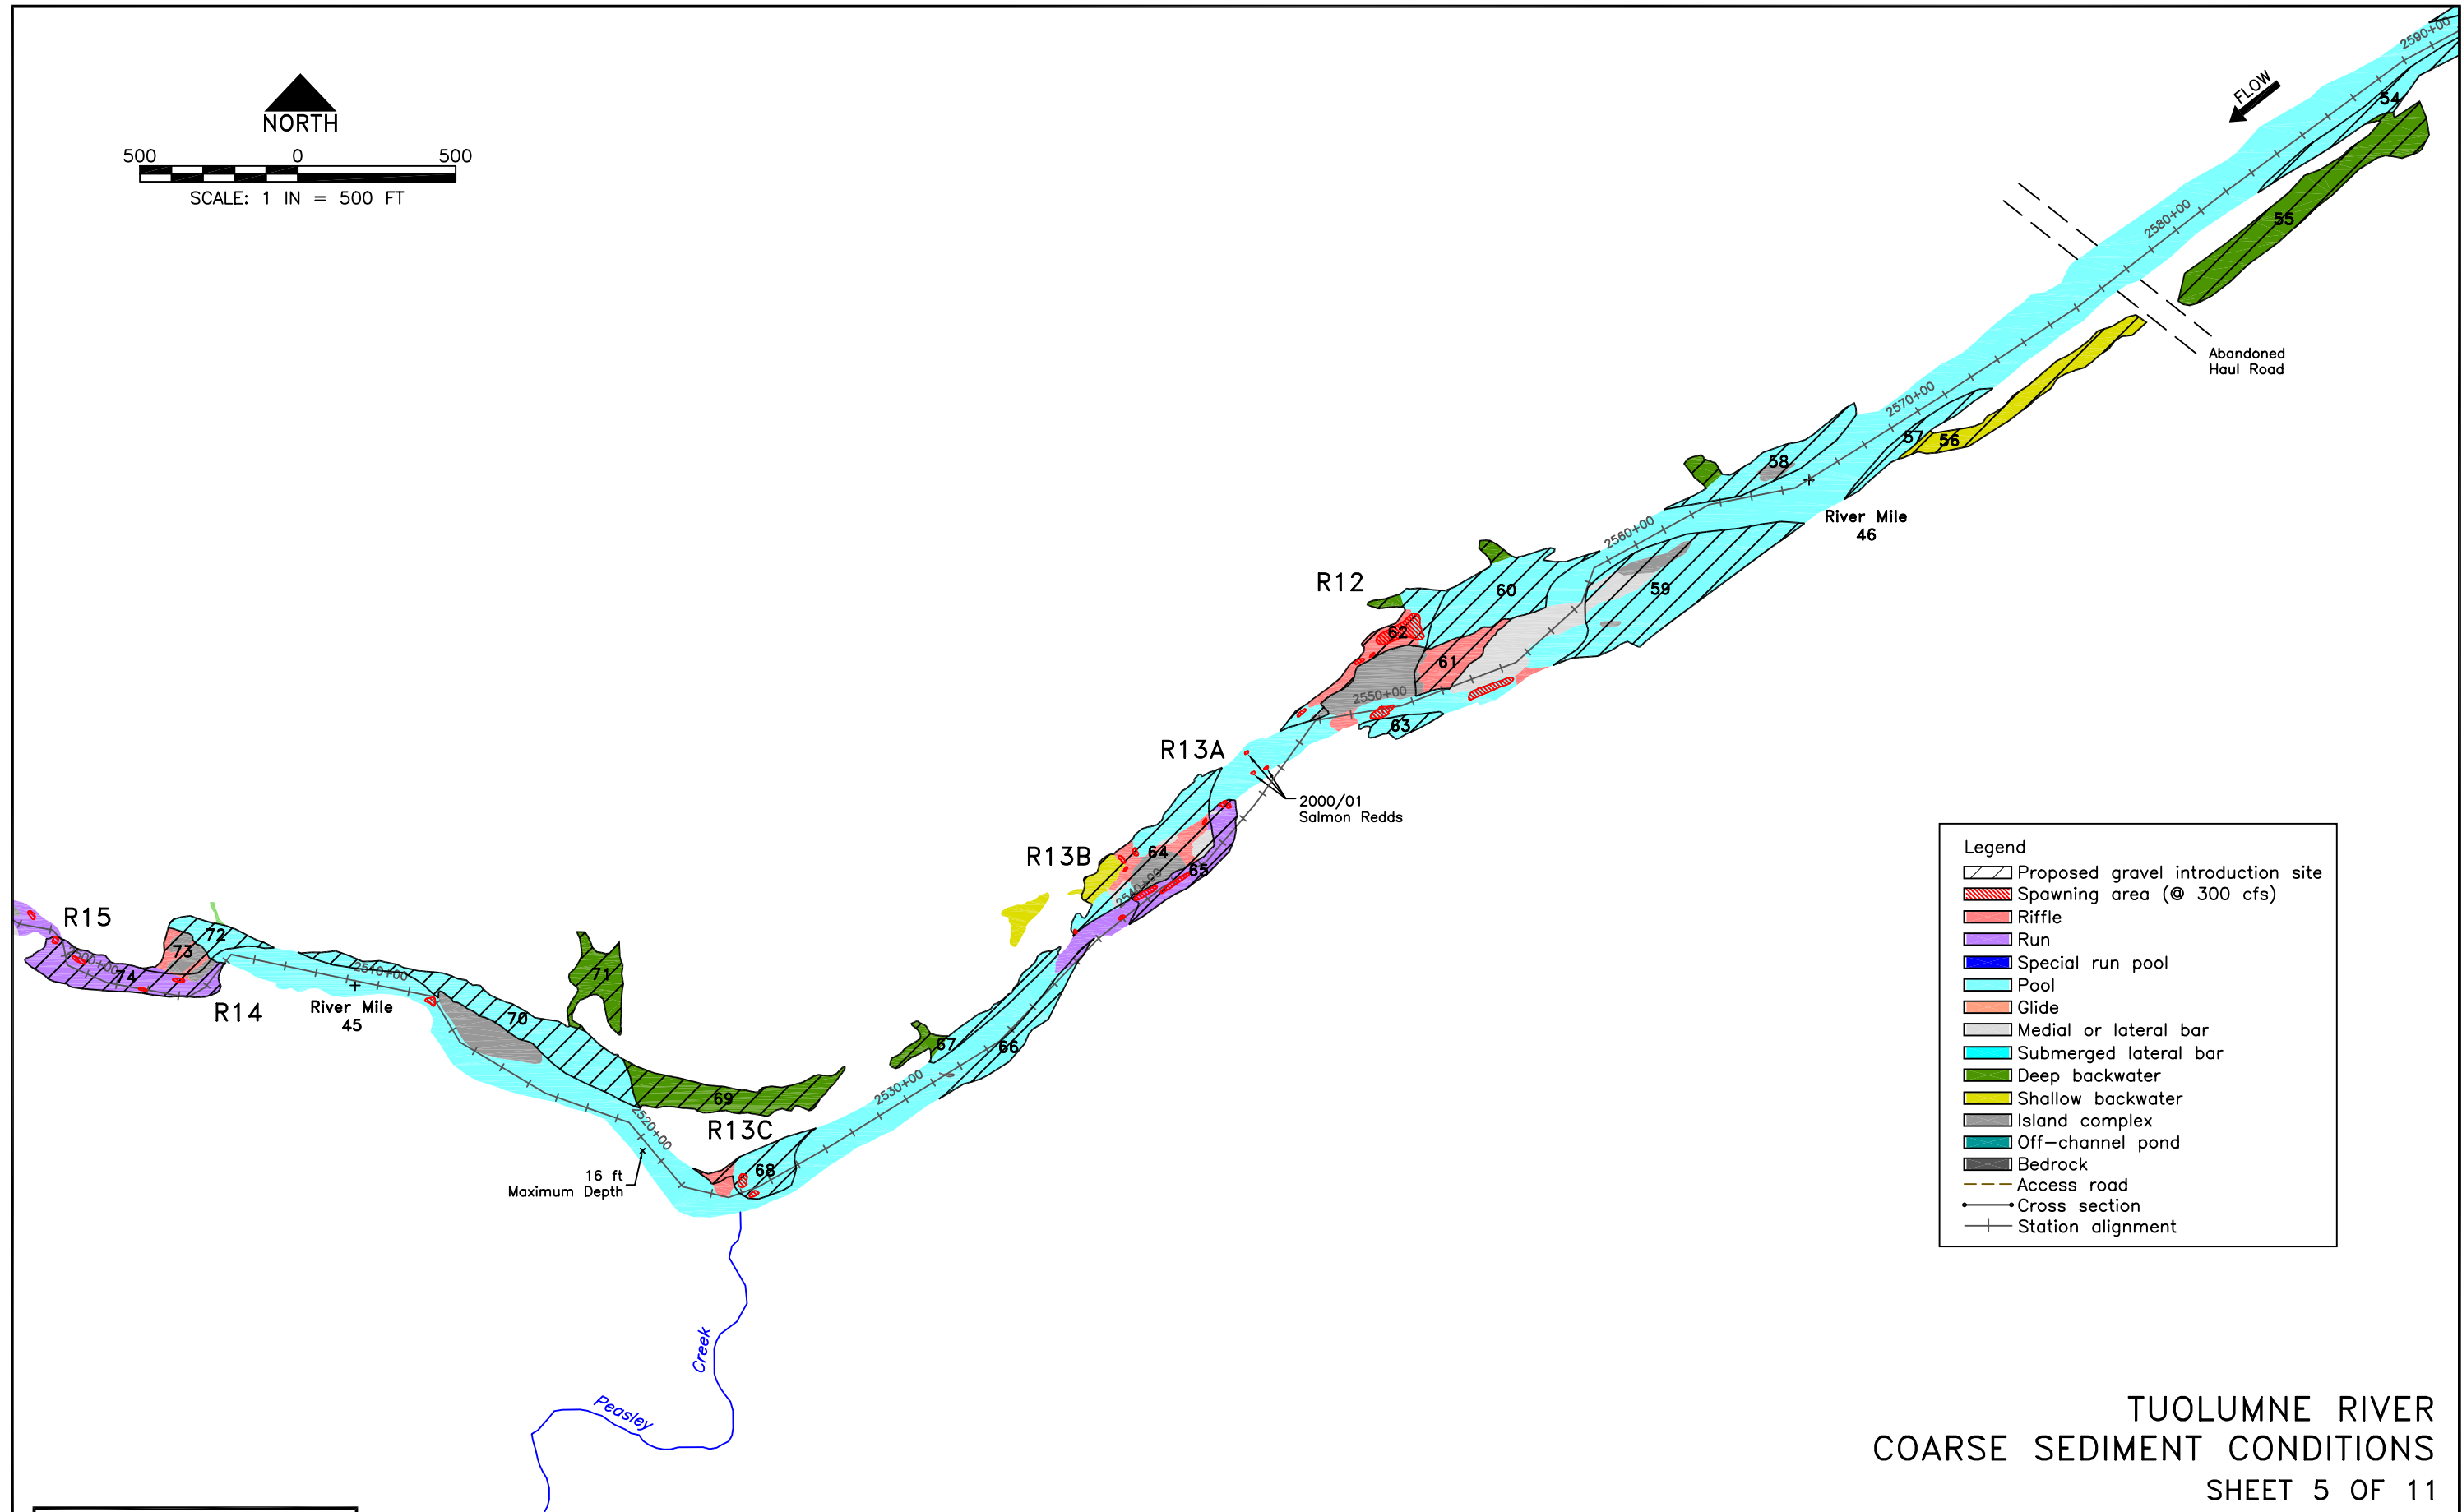 NORTH
500 0 500
SCALE: 1 IN = 500 FT
FLOW
2590+00
54
55
2580+00
Abandoned
Haul Road
2570+00
57
56
58
River Mile
46
2560+00
59
60
R12
62
61
2550+00
63
R13A
2000/01
Salmon Redds
R13B
64
65
2540+00
67
66
2530+00
R15
72
73
74
2500+00
R14
2510+00
River Mile
45
70
71
69
R13C
2520+00
68
16 ft
Maximum Depth
Creek
Peasley
Legend
Proposed gravel introduction site
Spawning area (@ 300 cfs)
Riffle
Run
Special run pool
Pool
Glide
Medial or lateral bar
Submerged lateral bar
Deep backwater
Shallow backwater
Island complex
Off-channel pond
Bedrock
Access road
Cross section
Station alignment
TUOLUMNE RIVER
COARSE SEDIMENT CONDITIONS
SHEET 5 OF 11